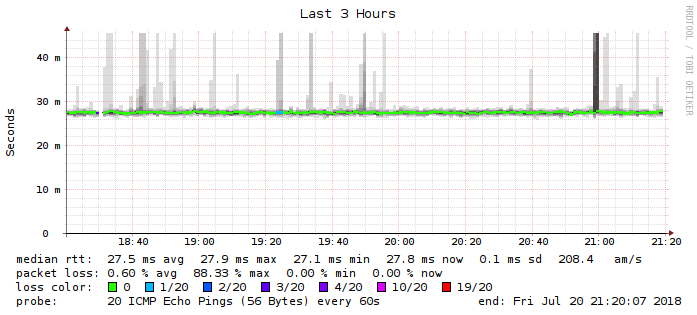 Last 3 Hours
RRDTOOL / TOBI OETIKER
Seconds
40 m
30 m
20 m
10 m
0
18:40 19:00 19:20 19:40 20:00 20:20 20:40 21:00 21:20
median rtt: 27.5 ms avg 27.9 ms max 27.1 ms min 27.8 ms now 0.1 ms sd 208.4 am/s
packet loss: 0.60 % avg 88.33 % max 0.00 % min 0.00 % now
loss color: 0 1/20 2/20 3/20 4/20 10/20 19/20
probe: 20 ICMP Echo Pings (56 Bytes) every 60s end: Fri Jul 20 21:20:07 2018